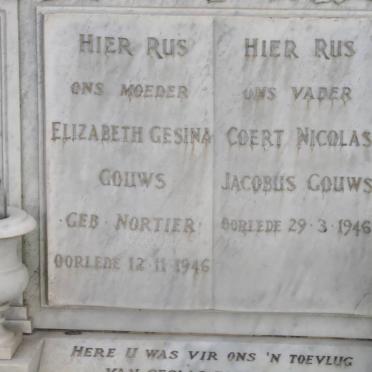 HIER RUS
ONS MOEDER
ELIZABETH GESINA
GOUWS
GEB · NORTIER
OORLEDE 12·11·1946
HIER RUS
ONS VADER
COERT NICOLAS
JACOBUS GOUWS
OORLEDE 29·3·1946
HERE U WAS VIR ONS 'N TOEVLUG
VAN